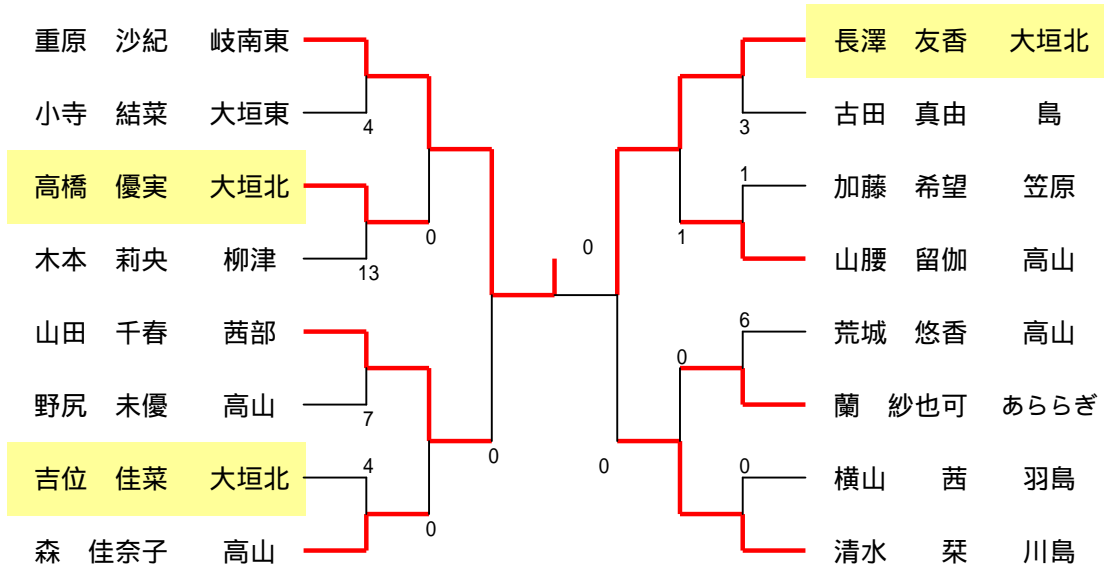 重原 沙紀 岐南東
4
小寺 結菜 大垣東
高橋 優実 大垣北
0
木本 莉央 柳津
13
山田 千春 茜部
野尻 未優 高山
7
吉位 佳菜 大垣北
4
0
0
森 佳奈子 高山
0
長澤 友香 大垣北
古田 真由 島
3
1
加藤 希望 笠原
1
山腰 留伽 高山
6
荒城 悠香 高山
0
蘭 紗也可 あららぎ
0
0
横山 茜 羽島
清水 栞 川島